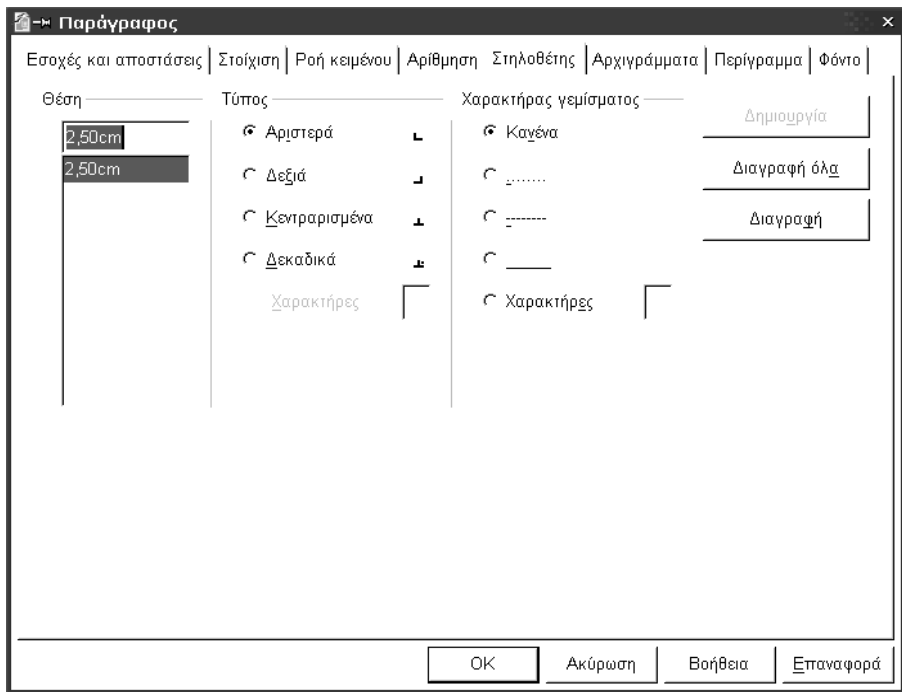 Παράγραφος
Εσοχές και αποστάσεις Στοίχιση Ροή κειμένου Αρίθμηση Στηλοθέτης Αρχιγράμματα Περίγραμμα Φόντο
Θέση Τύπος Χαρακτήρας γεμίσματος
2,50cm Αριστερά Κανένα Δημιουργία
2,50cm Δεξιά ........ Διαγραφή όλα
Κεντραρισμένα -------- Διαγραφή
Δεκαδικά ______
Χαρακτήρες Χαρακτήρες
OK Ακύρωση Βοήθεια Επαναφορά